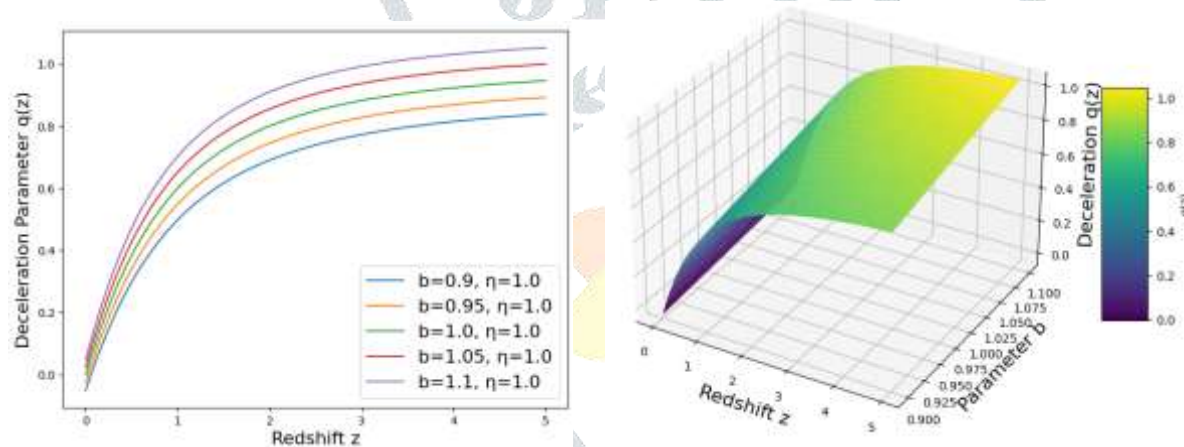 Deceleration Parameter q(z)
1.0
0.8
0.6
0.4
0.2
0.0
b=0.9, η=1.0
b=0.95, η=1.0
b=1.0, η=1.0
b=1.05, η=1.0
b=1.1, η=1.0
0 1 2 3 4 5
Redshift z
1.0
0.8
0.6
0.4
0.2
0.0
Deceleration q(z)
1.100
1.075
1.050
1.025
1.000
0.975
0.950
0.925
0.900
Parameter b
0 1 2 3 4 5
Redshift z
1.0
0.8
0.6
0.4
0.2
0.0
q(z)